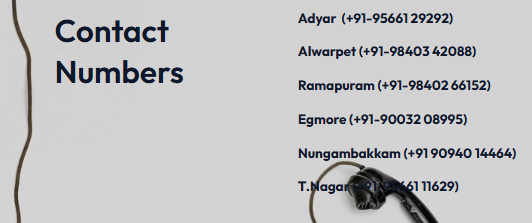 Contact
Numbers
Adyar (+91-95661 29292)
Alwarpet (+91-98403 42088)
Ramapuram (+91-98402 66152)
Egmore (+91-90032 08995)
Nungambakkam (+91 90940 14464)
T.Nagar 11629)